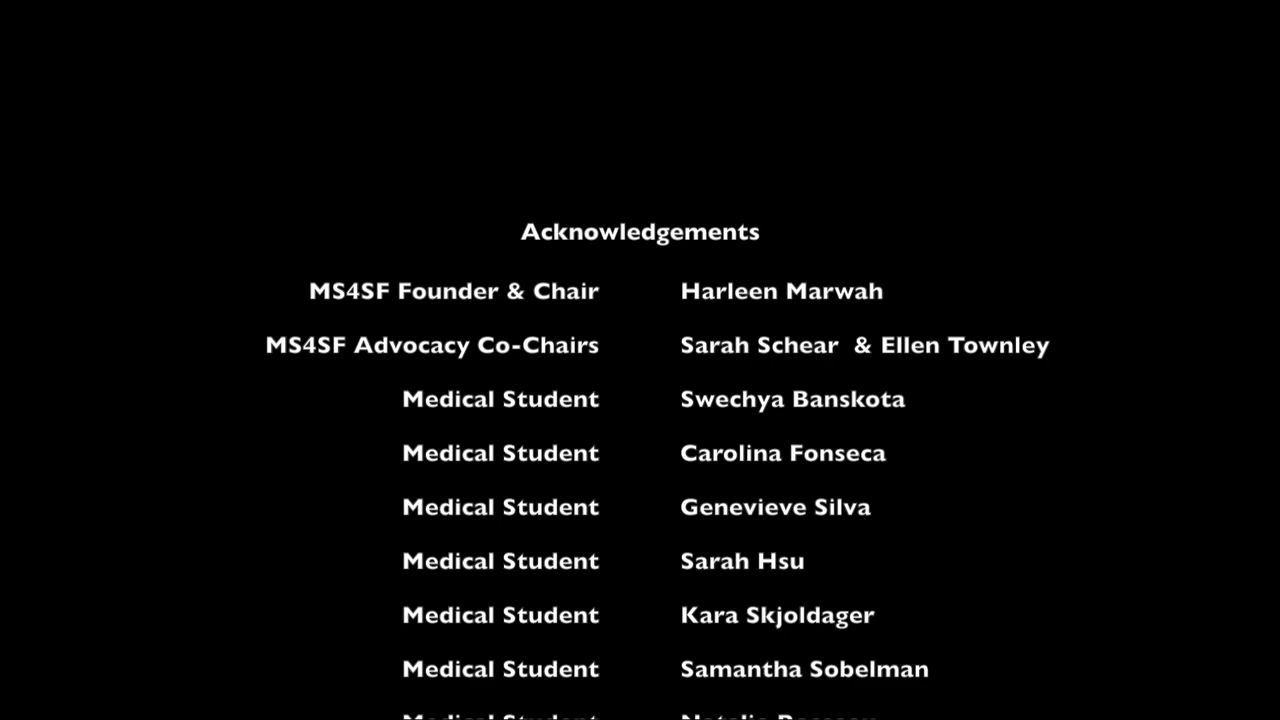 Acknowledgements
MS4SF Founder & Chair Harleen Marwah
MS4SF Advocacy Co-Chairs Sarah Schear & Ellen Townley
Medical Student Swechya Banskota
Medical Student Carolina Fonseca
Medical Student Genevieve Silva
Medical Student Sarah Hsu
Medical Student Kara Skjoldager
Medical Student Samantha Sobelman
Medical Student